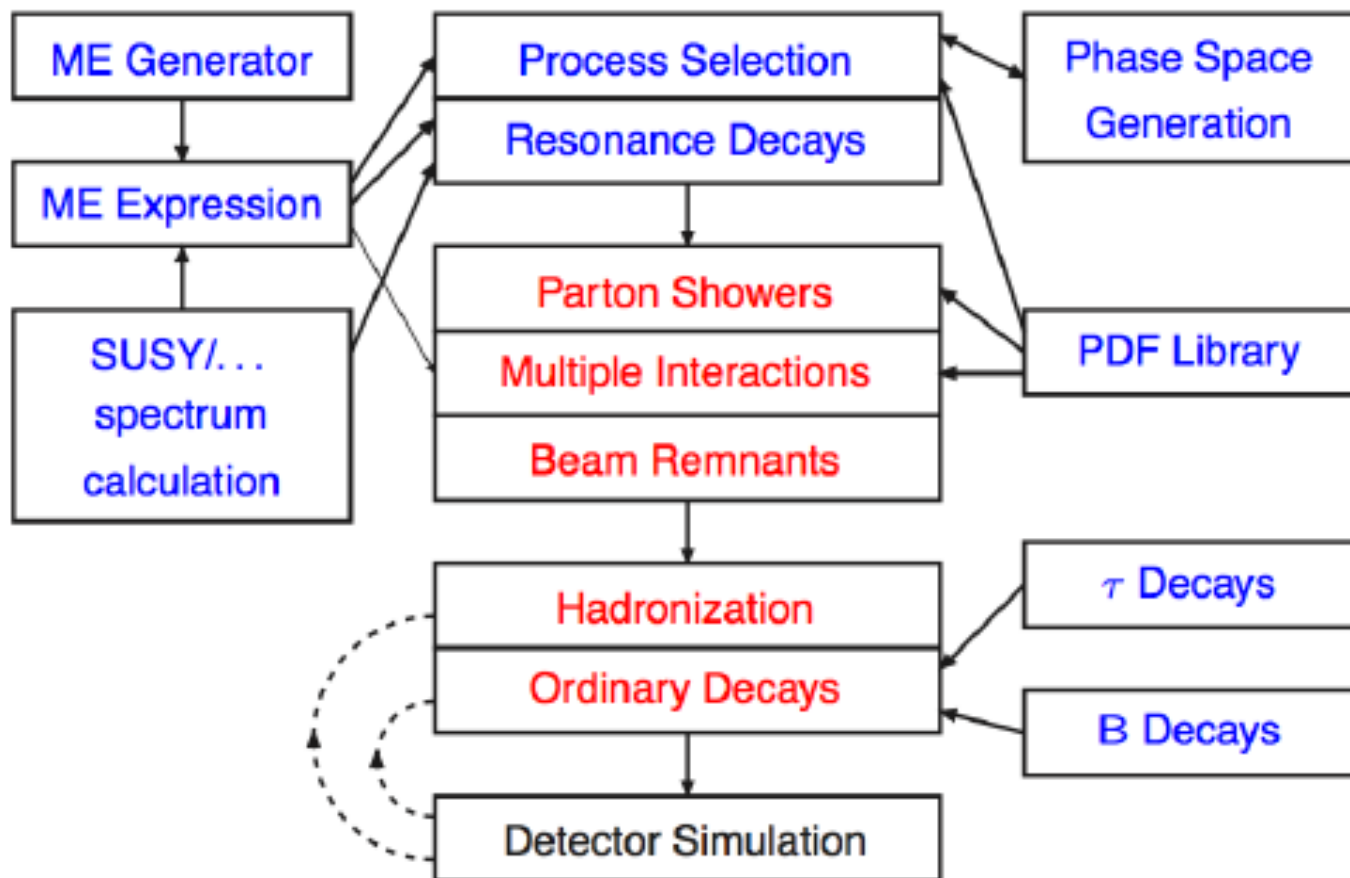 ME Generator
ME Expression
SUSY/...
spectrum
calculation
Process Selection
Resonance Decays
Parton Showers
Multiple Interactions
Beam Remnants
Hadronization
Ordinary Decays
Detector Simulation
Phase Space
Generation
PDF Library
τ Decays
B Decays